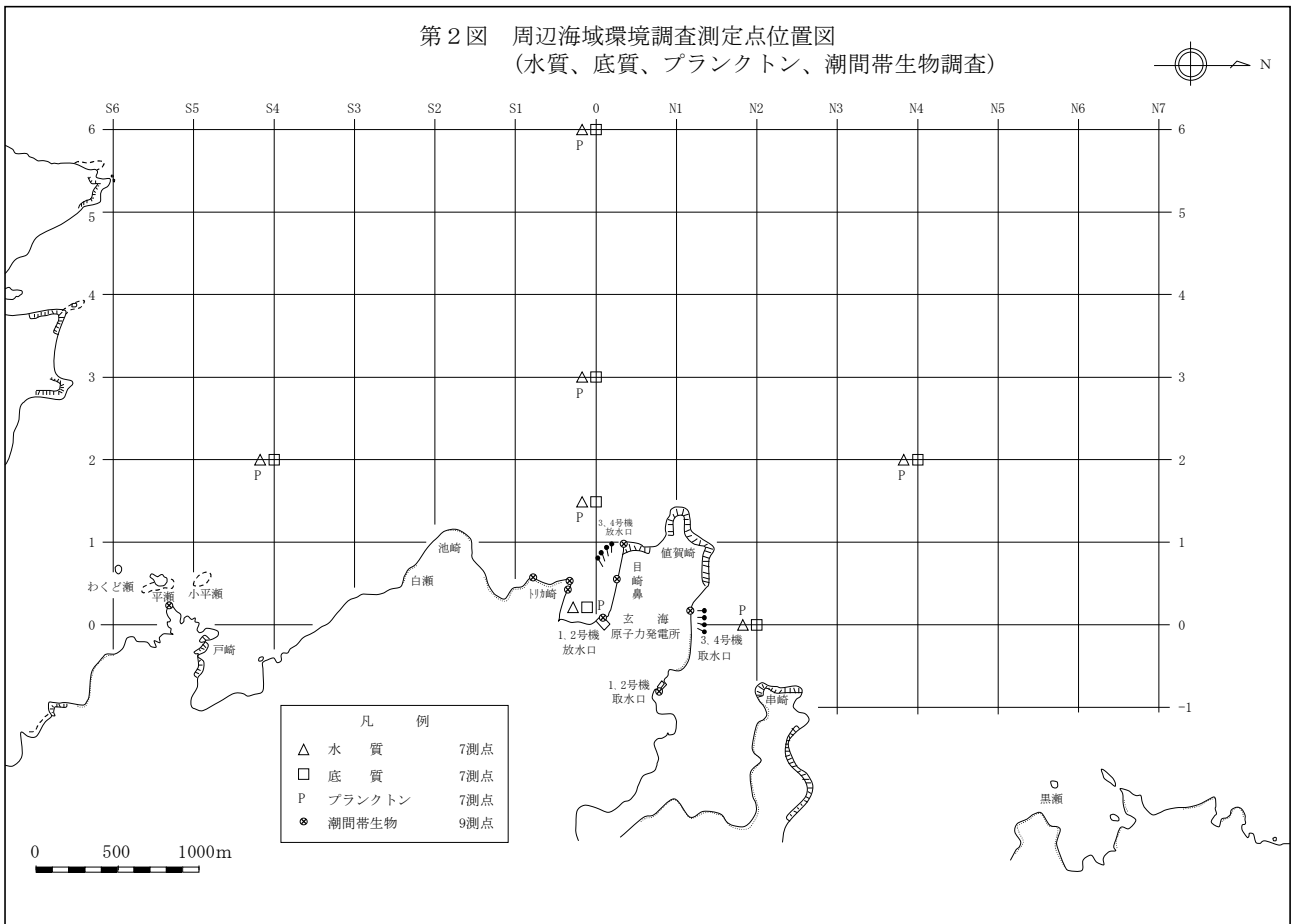 第2図 周辺海域環境調査測定点位置図
(水質、底質、プランクトン、潮間帯生物調査)
N
S6 S5 S4 S3 S2 S1 0 N1 N2 N3 N4 N5 N6 N7
6 6
P
5 5
4 4
3 3
P
2 2
P P
P
3、4号機
放水口
1 1
池崎
値賀崎
白瀬
目
崎
鼻
わくど瀬
平瀬
小平瀬
トリカ崎
P
P
0 0
玄 海
原子力発電所
1、2号機
放水口
3、4号機
取水口
戸崎
1、2号機
取水口
串崎
-1
凡 例
水 質 7測点
底 質 7測点
P プランクトン 7測点
潮間帯生物 9測点
黒瀬
0 500 1000m